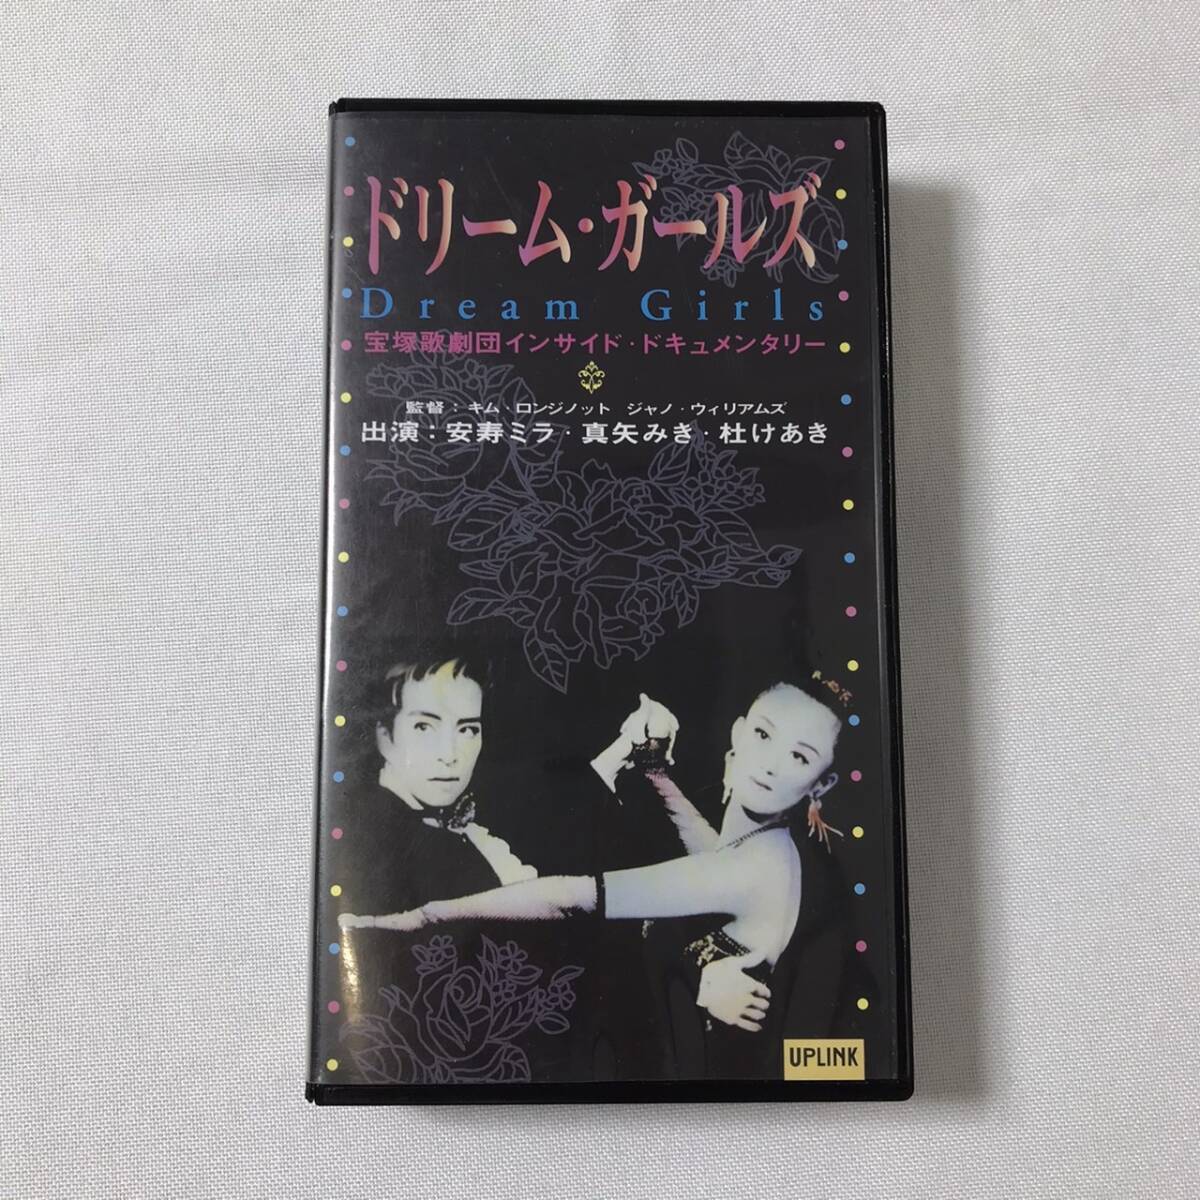 ドリーム・ガールズ
Dream Girls
宝塚歌劇団インサイド・ドキュメンタリー
監督：キム・ロンジノット ジャノ・ウィリアムズ
出演：安寿ミラ・真矢みき・杜けあき
UPLINK